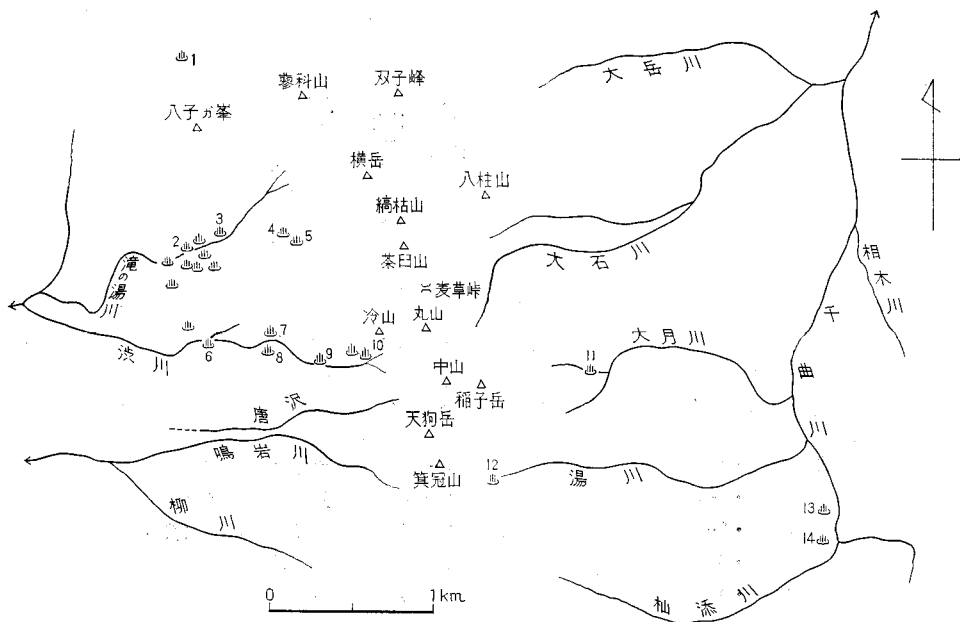 1
蓼科山
双子峰
八子ガ峯
大岳川
横岳
八柱山
縞枯山
茶臼山
麦草峠
大石川
相木川
2
3
4
5
滝の湯川
冷山
丸山
千曲川
渋川
6
7
8
9
10
11
大月川
中山
稲子岳
唐沢
天狗岳
鳴岩川
箕冠山
12
湯川
柳川
13
14
杣添川
0
1km